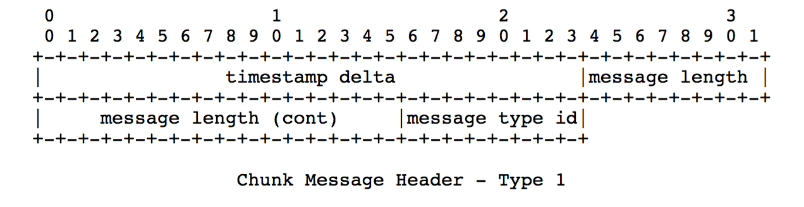 0                   1                   2                   3
 0 1 2 3 4 5 6 7 8 9 0 1 2 3 4 5 6 7 8 9 0 1 2 3 4 5 6 7 8 9 0 1
+-+-+-+-+-+-+-+-+-+-+-+-+-+-+-+-+-+-+-+-+-+-+-+-+-+-+-+-+-+-+-+-+
|                timestamp delta                |message length |
+-+-+-+-+-+-+-+-+-+-+-+-+-+-+-+-+-+-+-+-+-+-+-+-+-+-+-+-+-+-+-+-+
|     message length (cont)     |message type id|
+-+-+-+-+-+-+-+-+-+-+-+-+-+-+-+-+-+-+-+-+-+-+-+-+
Chunk Message Header - Type 1